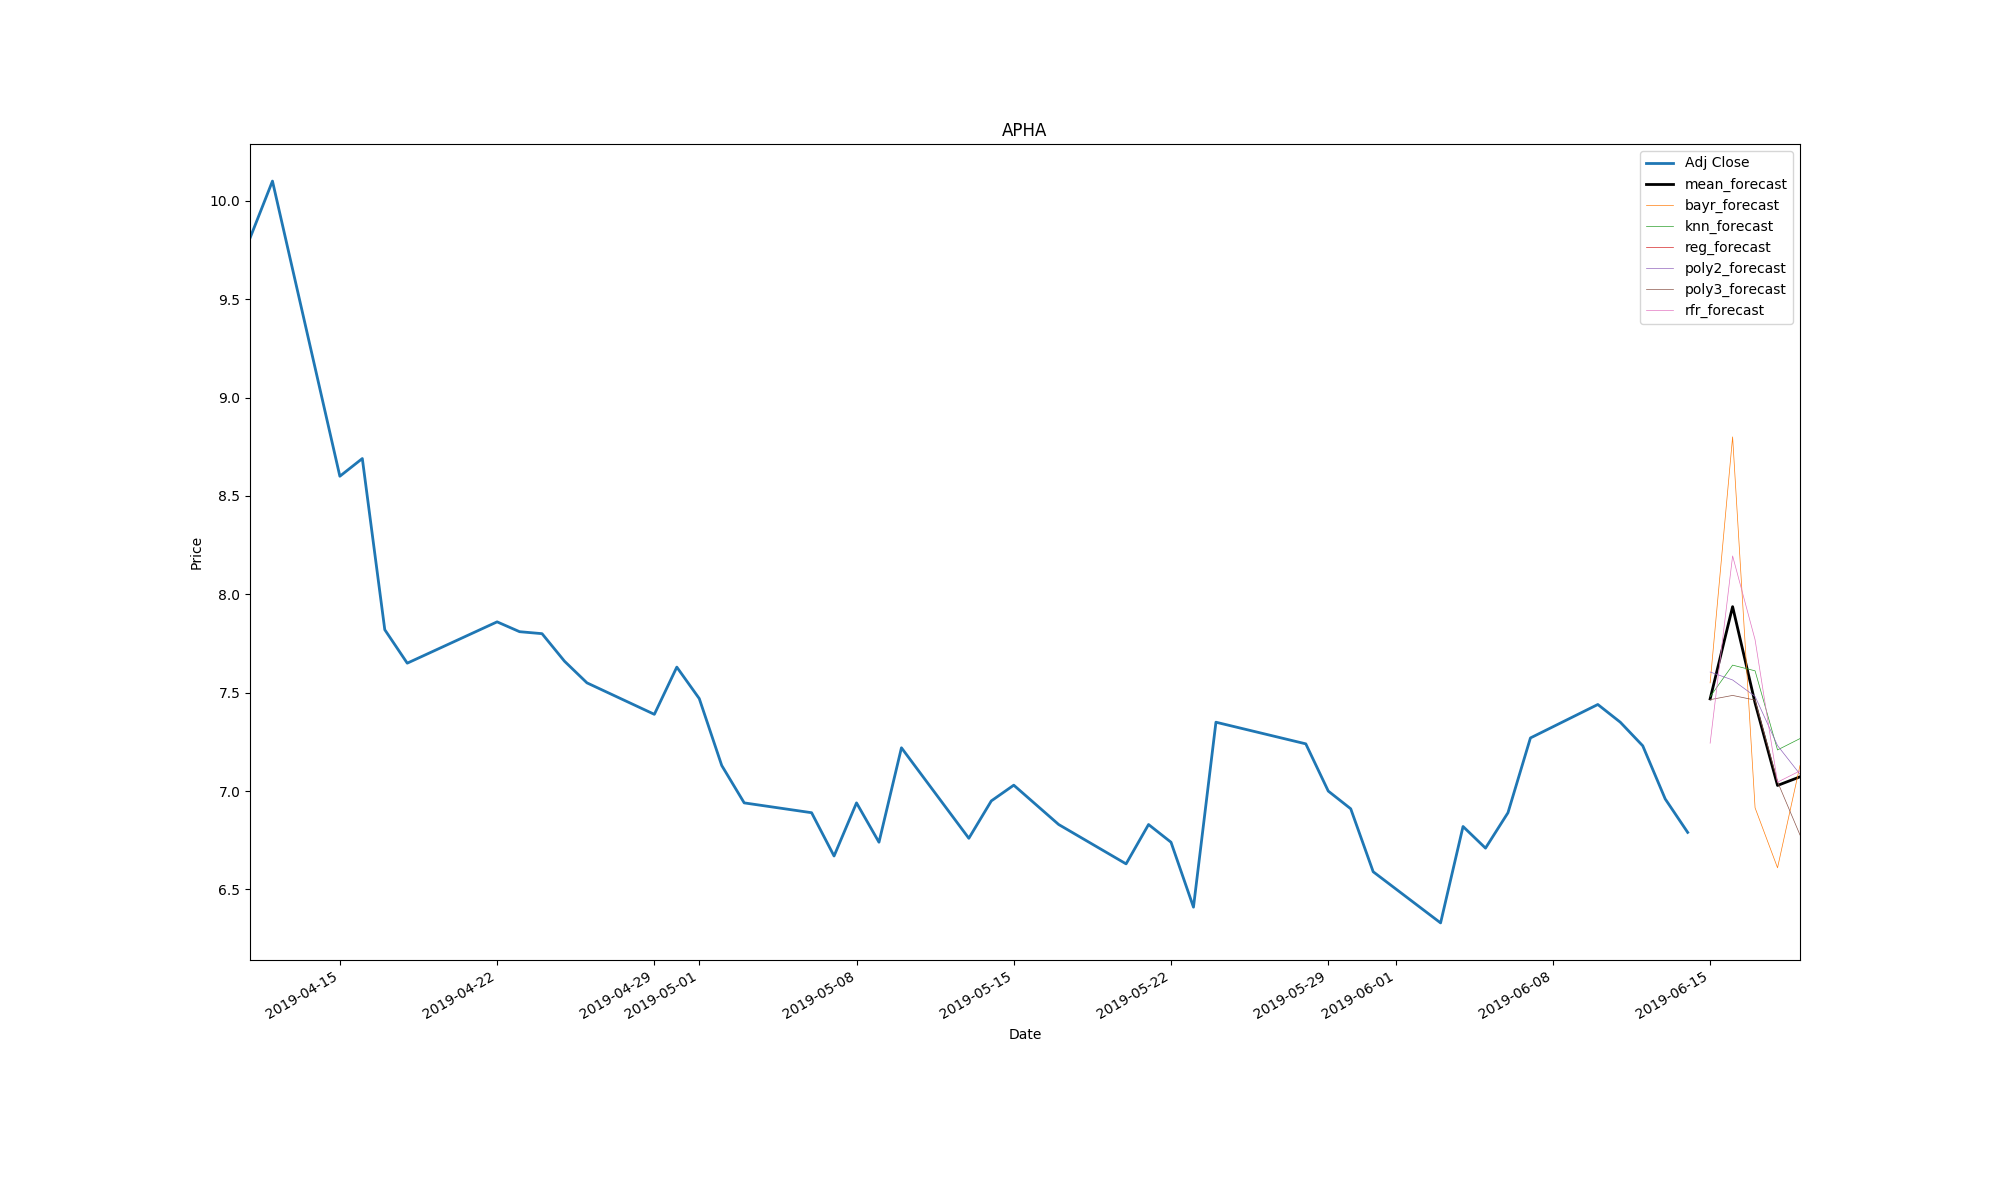 APHA
Adj Close
mean_forecast
bayr_forecast
knn_forecast
reg_forecast
poly2_forecast
poly3_forecast
rfr_forecast
10.0
9.5
9.0
8.5
8.0
7.5
7.0
6.5
Price
2019-04-15
2019-04-22
2019-04-29
2019-05-01
2019-05-08
2019-05-15
2019-05-22
2019-05-29
2019-06-01
2019-06-08
2019-06-15
Date